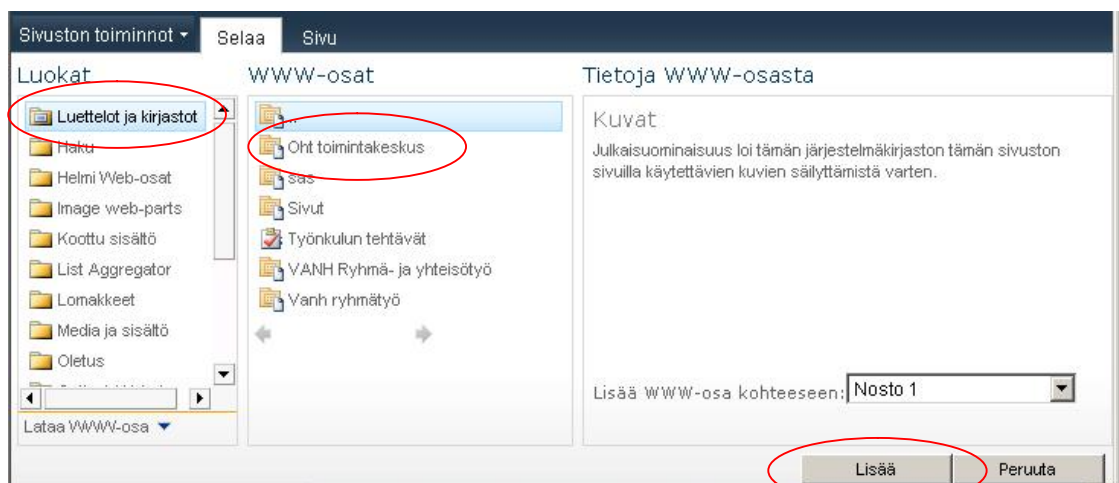 Sivuston toiminnot
Selaa
Sivu
Luokat
Luettelot ja kirjastot
Haku
Helmi Web-osat
Image web-parts
Koottu sisältö
List Aggregator
Lomakkeet
Media ja sisältö
Oletus
Lataa WWW-osa
WWW-osat
..
Oht toimintakeskus
sas
Sivut
Työnkulun tehtävät
VANH Ryhmä- ja yhteisötyö
Vanh ryhmätyö
Tietoja WWW-osasta
Kuvat
Julkaisuominaisuus loi tämän järjestelmäkirjaston tämän sivuston
sivuilla käytettävien kuvien säilyttämistä varten.
Lisää WWW-osa kohteeseen: Nosto 1
Lisää
Peruuta